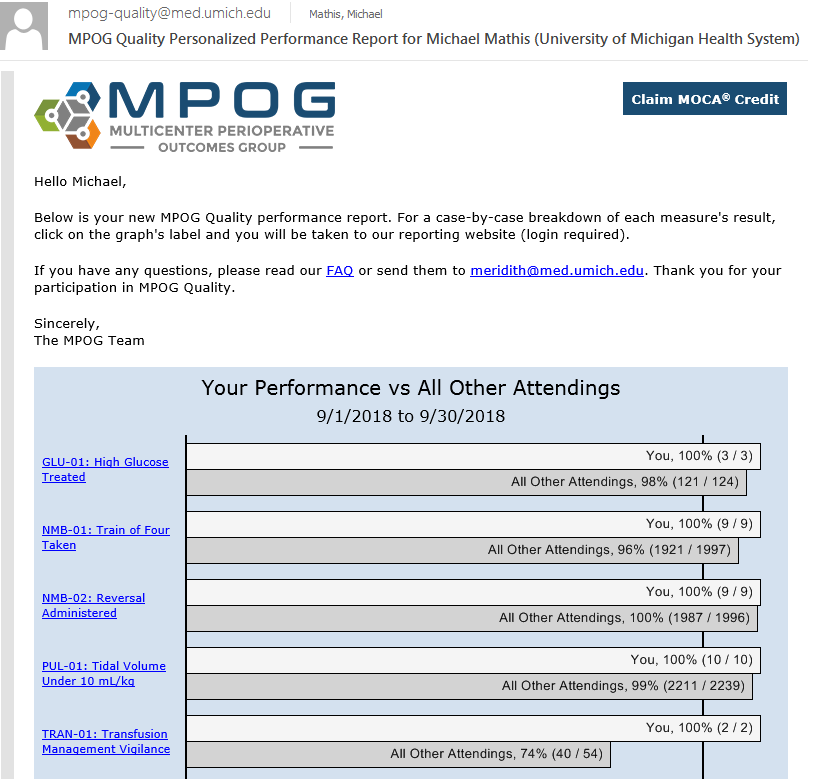 mpog-quality@med.umich.edu Mathis, Michael
MPOG Quality Personalized Performance Report for Michael Mathis (University of Michigan Health System)
MPOG
MULTICENTER PERIOPERATIVE
OUTCOMES GROUP
Claim MOCA® Credit
Hello Michael,
Below is your new MPOG Quality performance report. For a case-by-case breakdown of each measure's result,
click on the graph's label and you will be taken to our reporting website (login required).
If you have any questions, please read our FAQ or send them to meridith@med.umich.edu. Thank you for your
participation in MPOG Quality.
Sincerely,
The MPOG Team
Your Performance vs All Other Attendings
9/1/2018 to 9/30/2018
GLU-01: High Glucose
Treated
You, 100% (3 / 3)
All Other Attendings, 98% (121 / 124)
NMB-01: Train of Four
Taken
You, 100% (9 / 9)
All Other Attendings, 96% (1921 / 1997)
NMB-02: Reversal
Administered
You, 100% (9 / 9)
All Other Attendings, 100% (1987 / 1996)
PUL-01: Tidal Volume
Under 10 mL/kg
You, 100% (10 / 10)
All Other Attendings, 99% (2211 / 2239)
TRAN-01: Transfusion
Management Vigilance
You, 100% (2 / 2)
All Other Attendings, 74% (40 / 54)